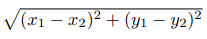 √(x1 − x2)² + (y1 − y2)²